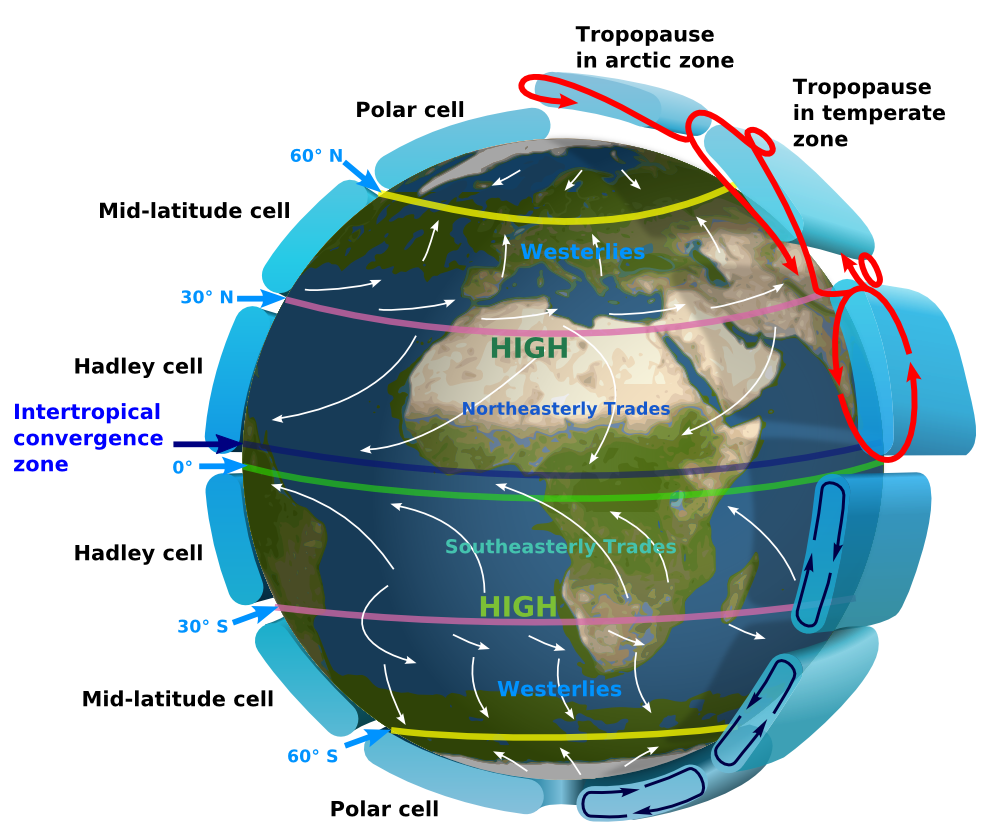 Tropopause
in arctic zone
Tropopause
in temperate
zone
Polar cell
60° N
Mid-latitude cell
Westerlies
30° N
HIGH
Hadley cell
Northeasterly Trades
Intertropical
convergence
zone
0°
Hadley cell
Southeasterly Trades
HIGH
30° S
Mid-latitude cell
Westerlies
60° S
Polar cell